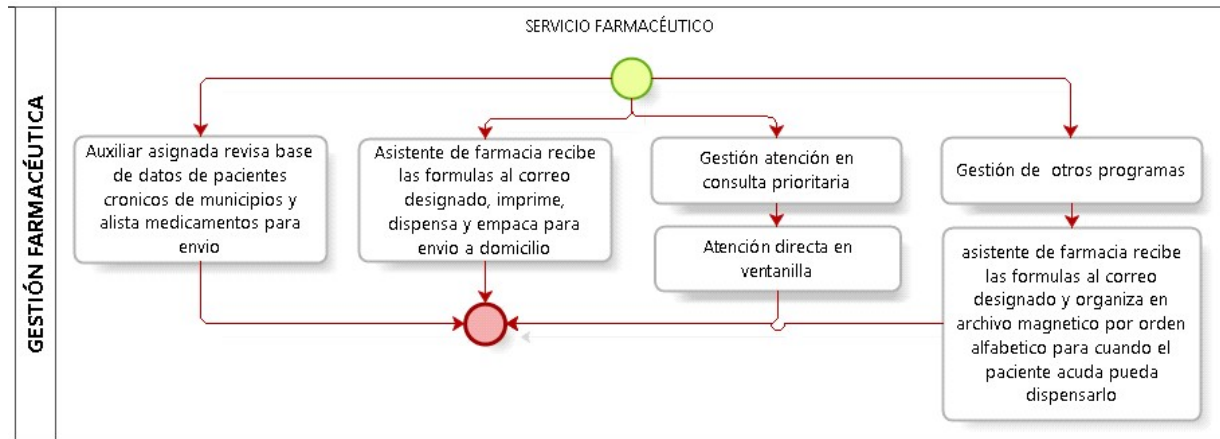 SERVICIO FARMACÉUTICO
GESTIÓN FARMACÉUTICA
Auxiliar asignada revisa base
de datos de pacientes
cronicos de municipios y
alista medicamentos para
envio
Asistente de farmacia recibe
las formulas al correo
designado, imprime,
dispensa y empaca para
envio a domicilio
Gestión atención en
consulta prioritaria
Atención directa en
ventanilla
Gestión de otros programas
asistente de farmacia recibe
las formulas al correo
designado y organiza en
archivo magnetico por orden
alfabetico para cuando el
paciente acuda pueda
dispensarlo